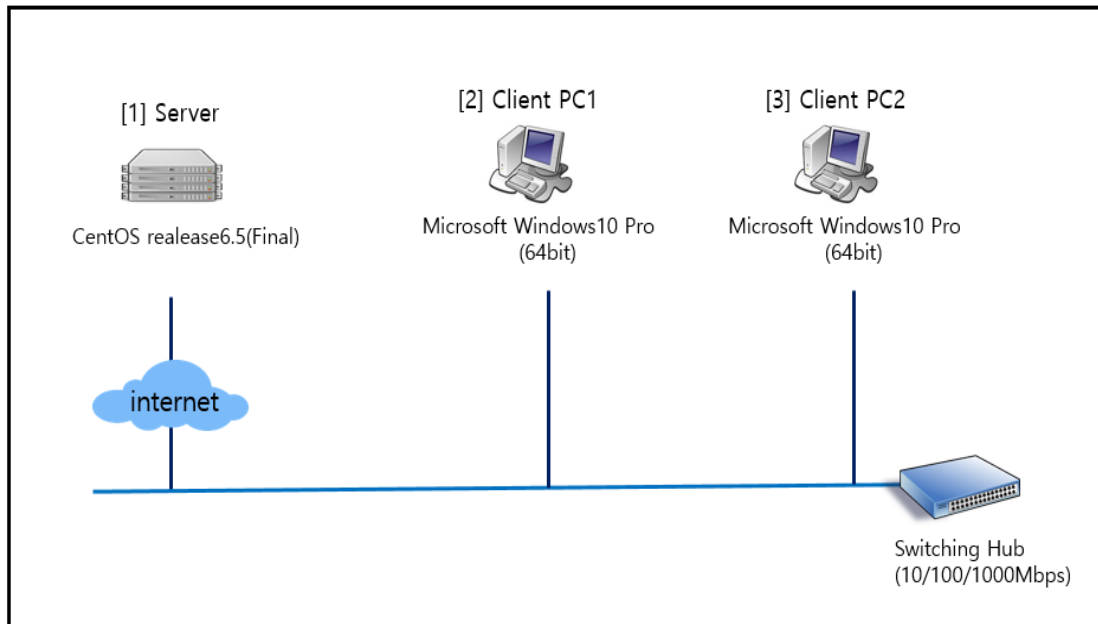 [1] Server
[2] Client PC1
[3] Client PC2
CentOS realease6.5(Final)
Microsoft Windows10 Pro
(64bit)
Microsoft Windows10 Pro
(64bit)
internet
Switching Hub
(10/100/1000Mbps)